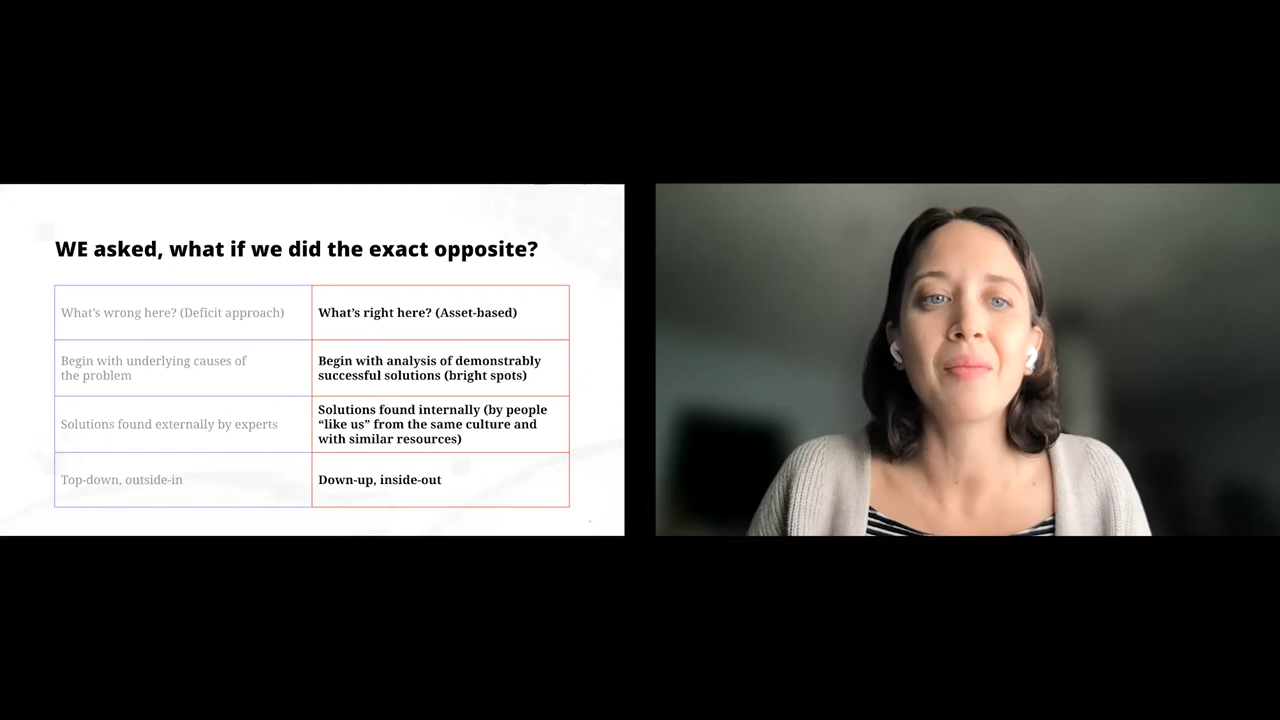 WE asked, what if we did the exact opposite?
What’s wrong here? (Deficit approach)
What’s right here? (Asset-based)
Begin with underlying causes of
the problem
Begin with analysis of demonstrably
successful solutions (bright spots)
Solutions found externally by experts
Solutions found internally (by people
“like us” from the same culture and
with similar resources)
Top-down, outside-in
Down-up, inside-out